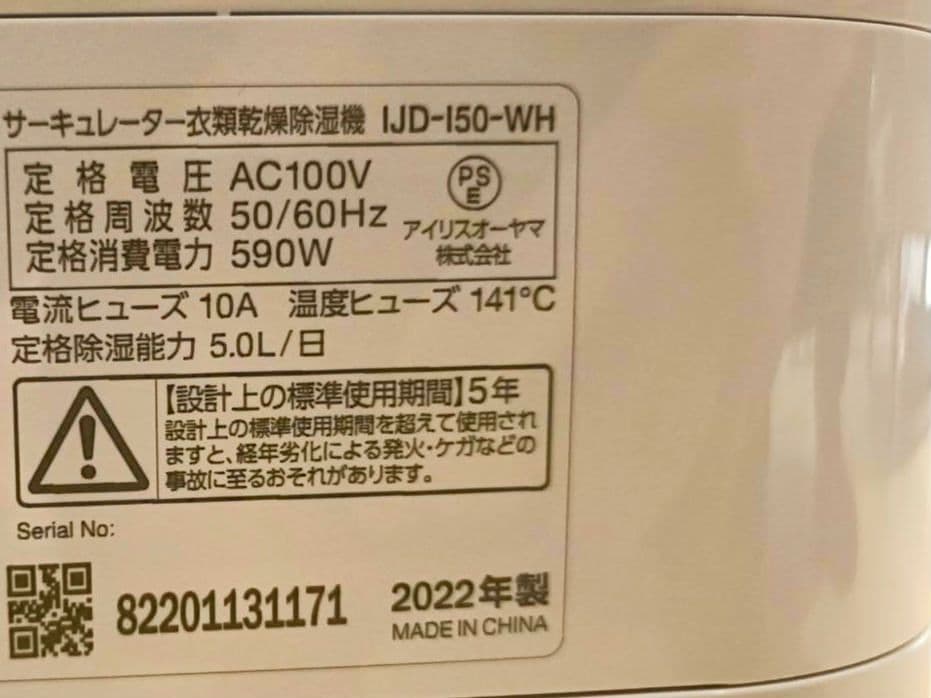 サーキュレーター衣類乾燥除湿機 IJD-I50-WH
定格電圧 AC100V
定格周波数 50/60Hz
定格消費電力 590W
PS
E
アイリスオーヤマ
株式会社
電流ヒューズ 10A 温度ヒューズ 141℃
定格除湿能力 5.0L/日
【設計上の標準使用期間】5年
設計上の標準使用期間を超えて使用され
ますと、経年劣化による発火・ケガなどの
事故に至るおそれがあります。
Serial No:
82201131171
2022年製
MADE IN CHINA